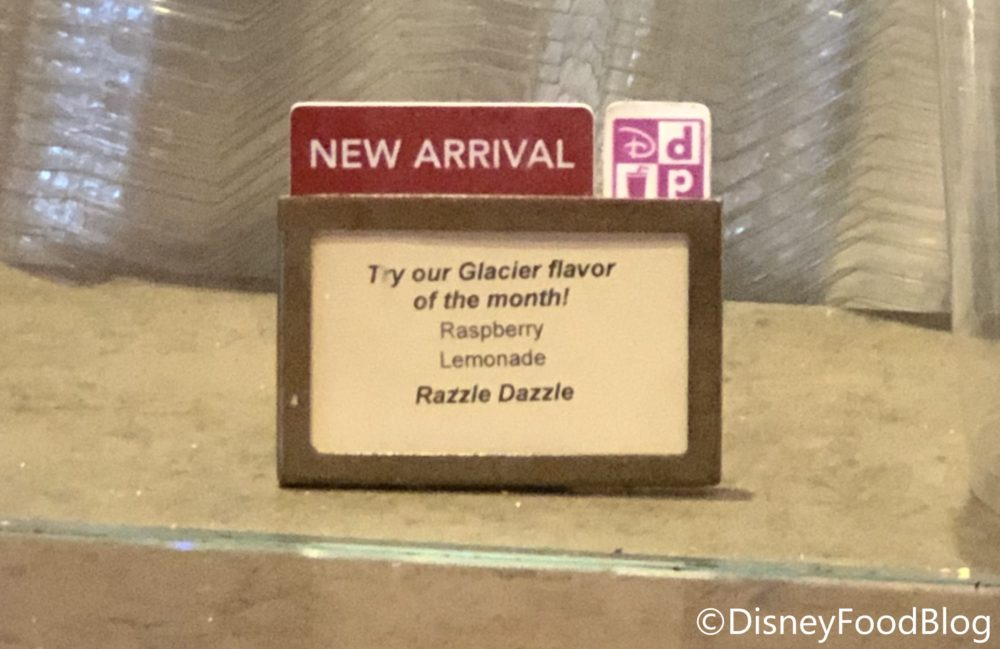 NEW ARRIVAL
D d
p
Try our Glacier flavor
of the month!
Raspberry
Lemonade
Razzle Dazzle
©DisneyFoodBlog